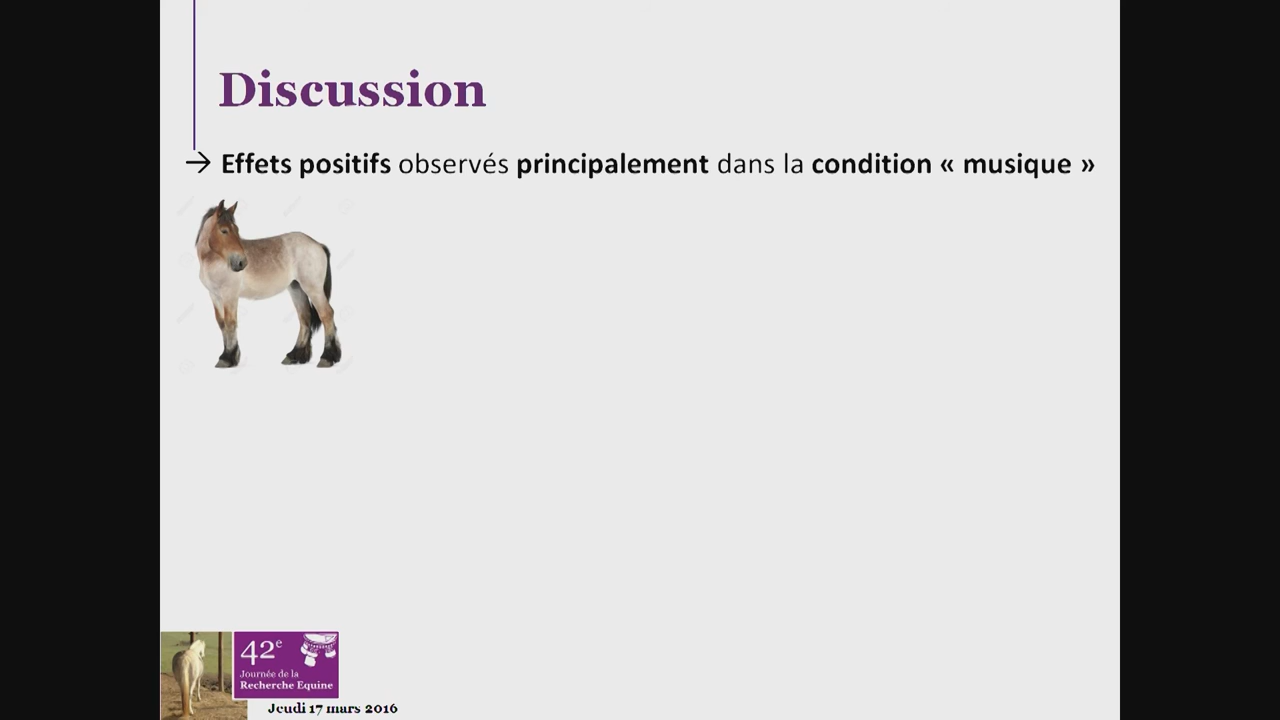 Discussion
→ Effets positifs observés principalement dans la condition « musique »
42e
Journée de la
Recherche Equine
Jeudi 17 mars 2016